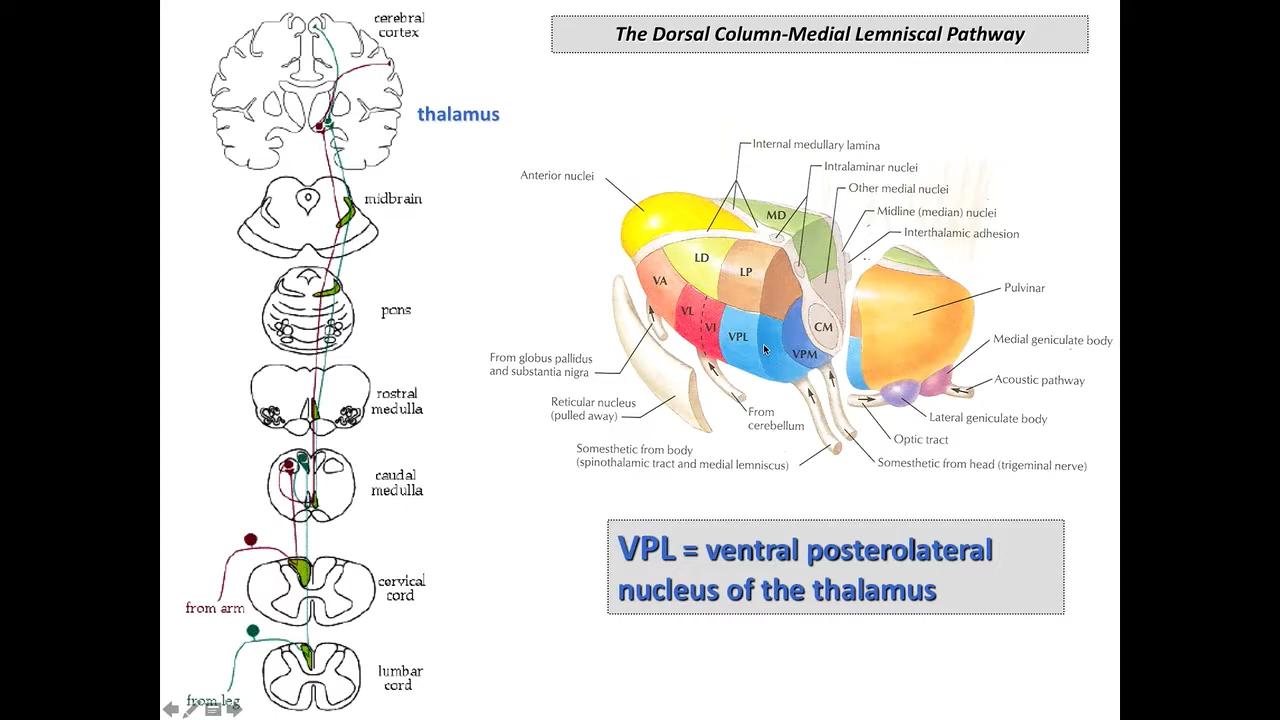 The Dorsal Column-Medial Lemniscal Pathway
cerebral
cortex
thalamus
midbrain
pons
rostral
medulla
caudal
medulla
from arm
cervical
cord
from leg
lumbar
cord
Internal medullary lamina
Intralaminar nuclei
Other medial nuclei
Midline (median) nuclei
Interthalamic adhesion
Anterior nuclei
MD
LD
LP
VA
VL
VI
VPL
VPM
CM
Pulvinar
Medial geniculate body
Acoustic pathway
Lateral geniculate body
Optic tract
Somesthetic from head (trigeminal nerve)
From globus pallidus
and substantia nigra
Reticular nucleus
(pulled away)
From
cerebellum
Somesthetic from body
(spinothalamic tract and medial lemniscus)
VPL = ventral posterolateral
nucleus of the thalamus